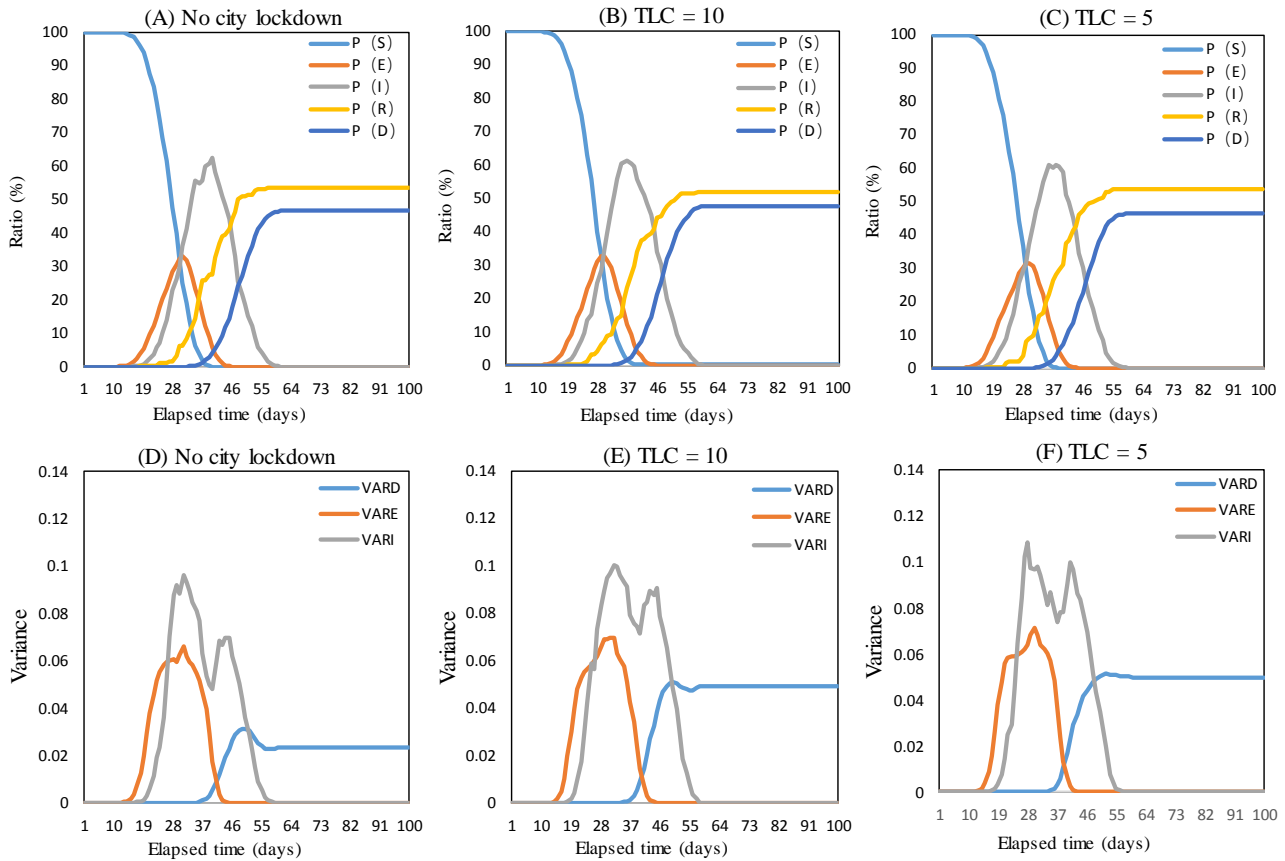 (A) No city lockdown
100
90
80
70
60
50
40
30
20
10
0
Ratio (%)
P (S)
P (E)
P (I)
P (R)
P (D)
1 10 19 28 37 46 55 64 73 82 91 100
Elapsed time (days)
(B) TLC = 10
100
90
80
70
60
50
40
30
20
10
0
Ratio (%)
P (S)
P (E)
P (I)
P (R)
P (D)
1 10 19 28 37 46 55 64 73 82 91 100
Elapsed time (days)
(C) TLC = 5
100
90
80
70
60
50
40
30
20
10
0
Ratio (%)
P (S)
P (E)
P (I)
P (R)
P (D)
1 10 19 28 37 46 55 64 73 82 91 100
Elapsed time (days)
(D) No city lockdown
0.14
0.12
0.1
0.08
0.06
0.04
0.02
0
Variance
VARD
VARE
VARI
1 10 19 28 37 46 55 64 73 82 91 100
Elapsed time (days)
(E) TLC = 10
0.14
0.12
0.1
0.08
0.06
0.04
0.02
0
Variance
VARD
VARE
VARI
1 10 19 28 37 46 55 64 73 82 91 100
Elapsed time (days)
(F) TLC = 5
0.14
0.12
0.1
0.08
0.06
0.04
0.02
0
Variance
VARD
VARE
VARI
1 10 19 28 37 46 55 64 73 82 91 100
Elapsed time (days)